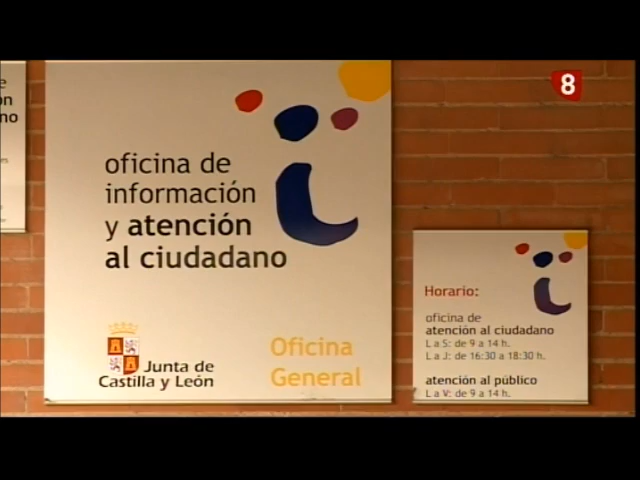 8
oficina de
información
y atención
al ciudadano
Junta de
Castilla y León
Oficina
General
Horario:
oficina de
atención al ciudadano
L a S: de 9 a 14 h.
L a J: de 16:30 a 18:30 h.
atención al público
L a V: de 9 a 14 h.